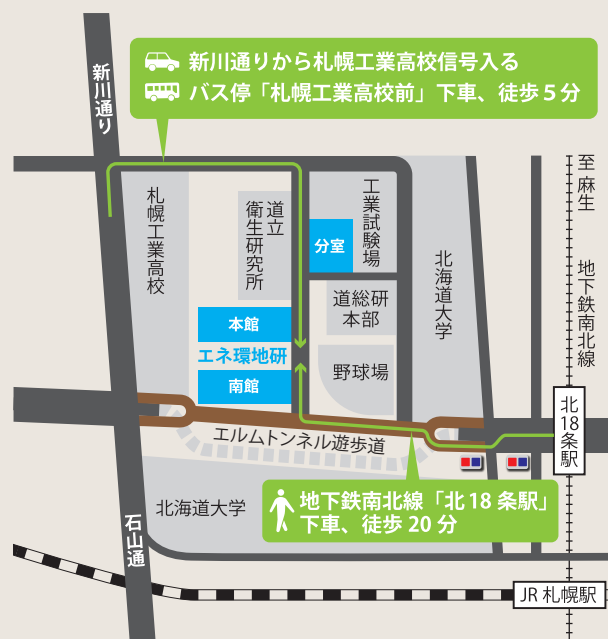 新川通りから札幌工業高校信号入る
バス停「札幌工業高校前」下車、徒歩5分
新川通り
至 麻生
地下鉄南北線
札幌工業高校
道立
衛生研究所
分室
工業試験場
北海道大学
道総研
本部
本館
エネ環地研
南館
野球場
北18条駅
エルムトンネル遊歩道
地下鉄南北線「北18条駅」
下車、徒歩20分
北海道大学
石山通
JR 札幌駅